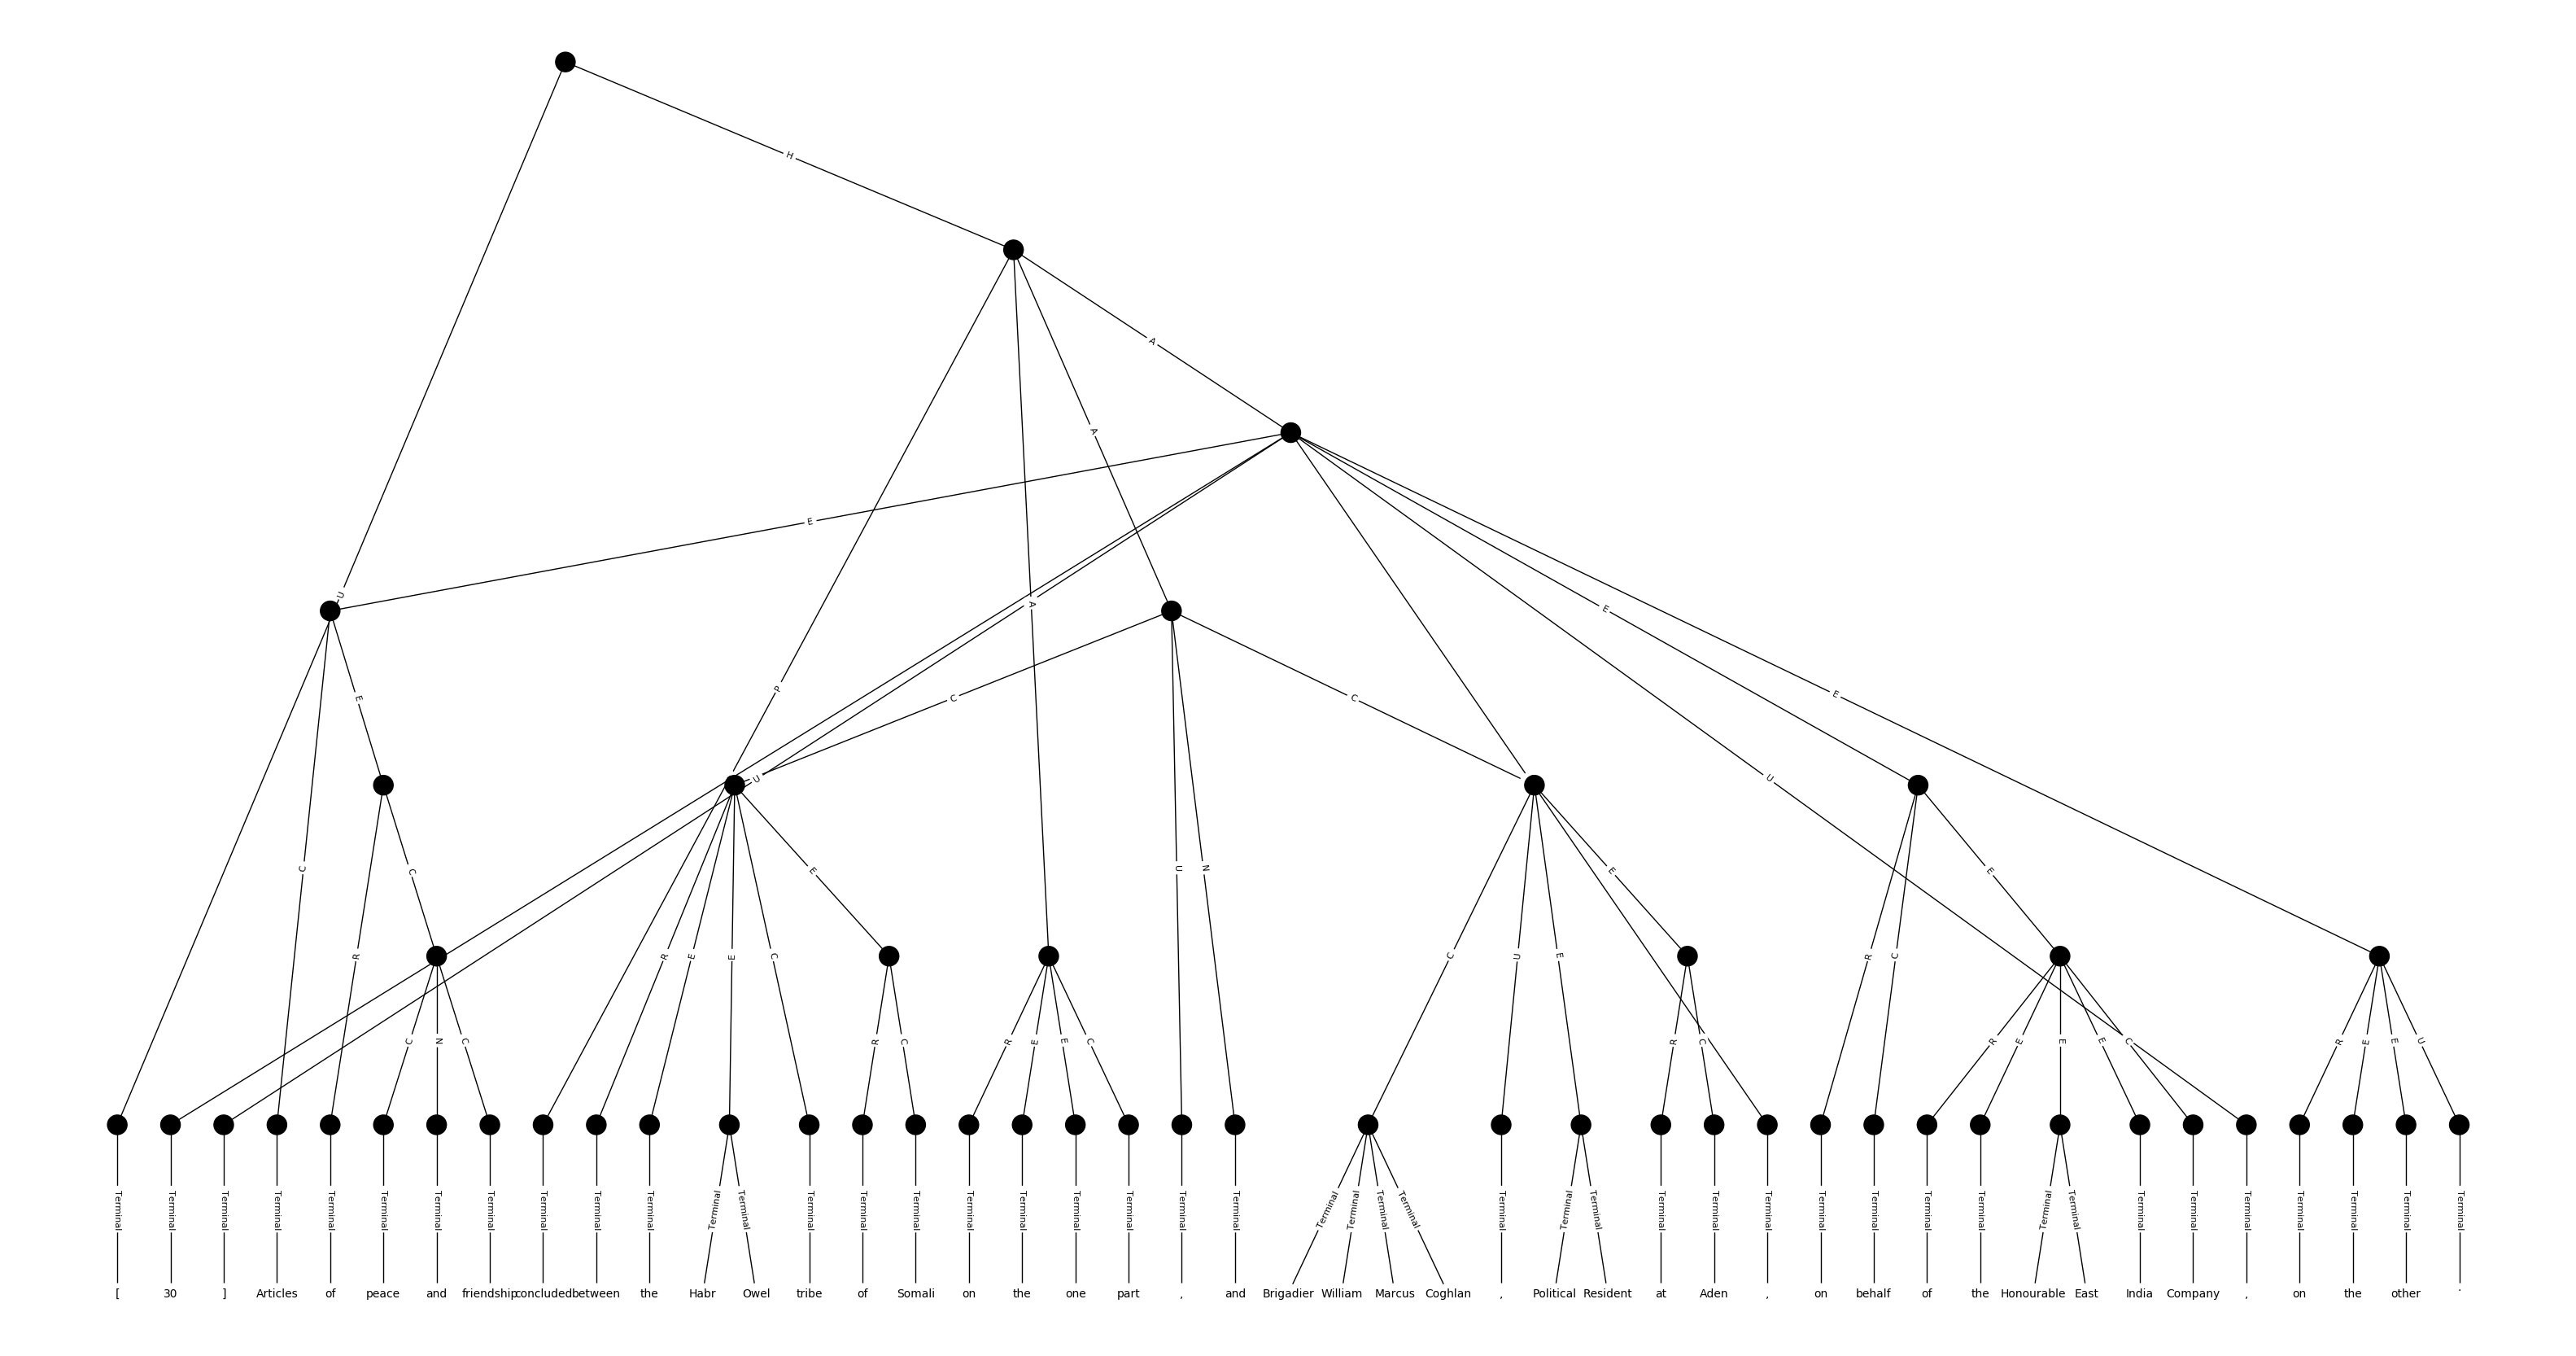 H
A
A
E
U
A
E
C
C
E
P
E
U
U
C
U
N
C
E
E
E
R
R
E
E
C
C
U
E
R
C
E
C
N
C
R
C
R
E
E
C
R
C
R
E
E
E
C
R
E
E
U
Terminal Terminal Terminal Terminal Terminal Terminal Terminal Terminal Terminal Terminal Terminal Terminal Terminal Terminal Terminal Terminal Terminal Terminal Terminal Terminal Terminal Terminal Terminal Terminal Terminal Terminal Terminal Terminal Terminal Terminal Terminal Terminal Terminal Terminal Terminal Terminal Terminal Terminal Terminal Terminal Terminal Terminal Terminal Terminal Terminal
[ 30 ] Articles of peace and friendship concluded between the Habr Owel tribe of Somali on the one part , and Brigadier William Marcus Coghlan , Political Resident at Aden , on behalf of the Honourable East India Company , on the other .